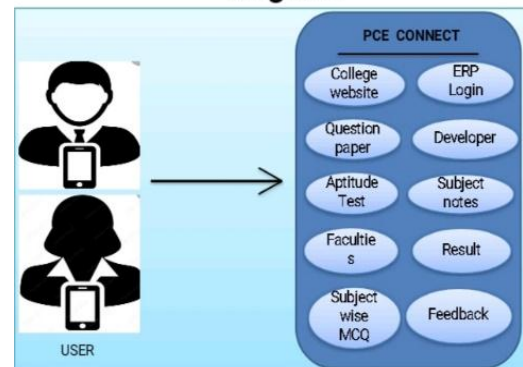 PCE CONNECT
College
website
ERP
Login
Question
paper
Developer
Aptitude
Test
Subject
notes
Facultie
s
Result
Subject
wise
MCQ
Feedback
USER